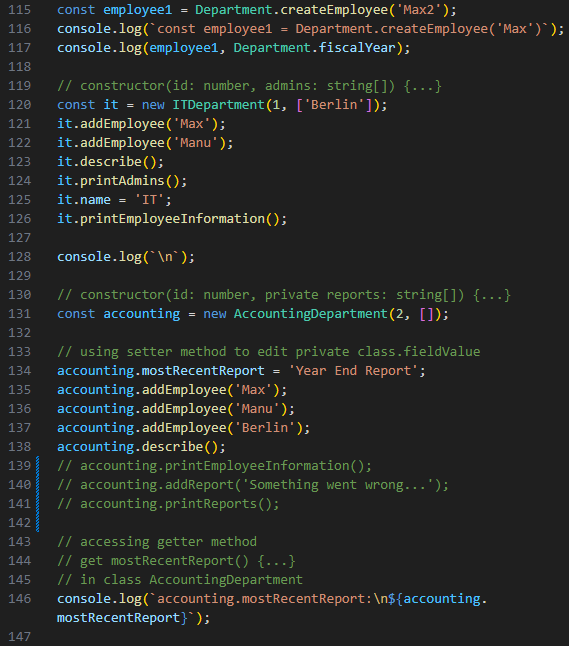 115 const employee1 = Department.createEmployee('Max2');
116 console.log(`const employee1 = Department.createEmployee('Max')`);
117 console.log(employee1, Department.fiscalYear);
118
119 // constructor(id: number, admins: string[]) {...}
120 const it = new ITDepartment(1, ['Berlin']);
121 it.addEmployee('Max');
122 it.addEmployee('Manu');
123 it.describe();
124 it.printAdmins();
125 it.name = 'IT';
126 it.printEmployeeInformation();
127
128 console.log(`\n`);
129
130 // constructor(id: number, private reports: string[]) {...}
131 const accounting = new AccountingDepartment(2, []);
132
133 // using setter method to edit private class.fieldValue
134 accounting.mostRecentReport = 'Year End Report';
135 accounting.addEmployee('Max');
136 accounting.addEmployee('Manu');
137 accounting.addEmployee('Berlin');
138 accounting.describe();
139 // accounting.printEmployeeInformation();
140 // accounting.addReport('Something went wrong...');
141 // accounting.printReports();
142
143 // accessing getter method
144 // get mostRecentReport() {...}
145 // in class AccountingDepartment
146 console.log(`accounting.mostRecentReport:\n${accounting.
mostRecentReport}`);
147